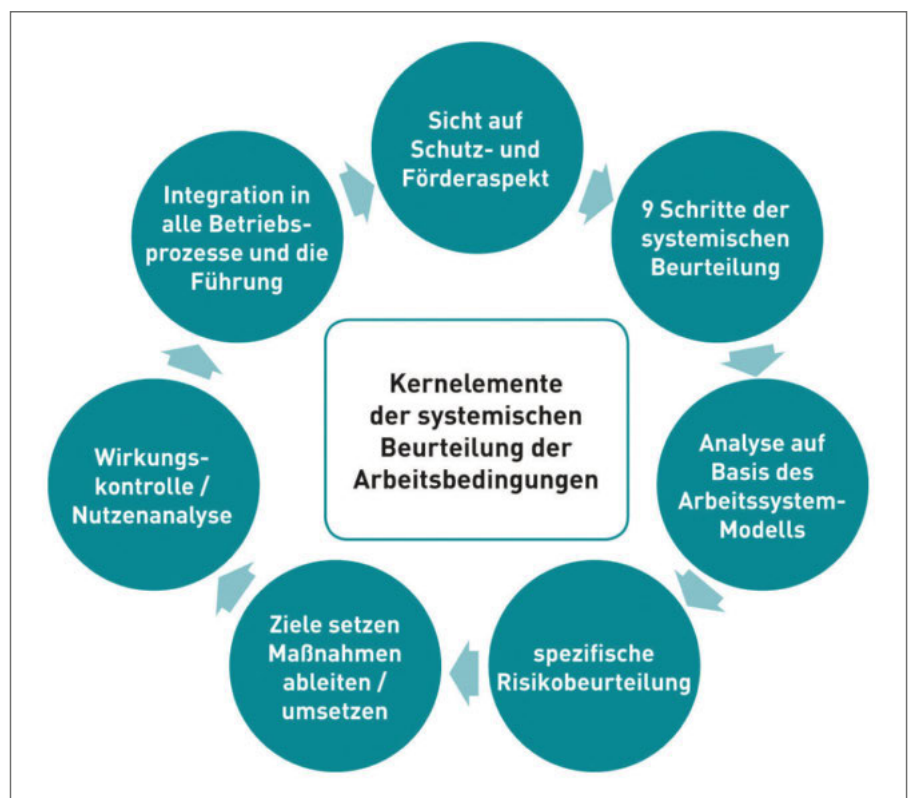 Sicht auf
Schutz- und
Förderaspekt
9 Schritte der
systemischen
Beurteilung
Analyse auf
Basis des
Arbeitssystem-
Modells
spezifische
Risikobeurteilung
Ziele setzen
Maßnahmen
ableiten /
umsetzen
Wirkungs-
kontrolle /
Nutzenanalyse
Integration in
alle Betriebs-
prozesse und die
Führung
Kernelemente
der systemischen
Beurteilung der
Arbeitsbedingungen